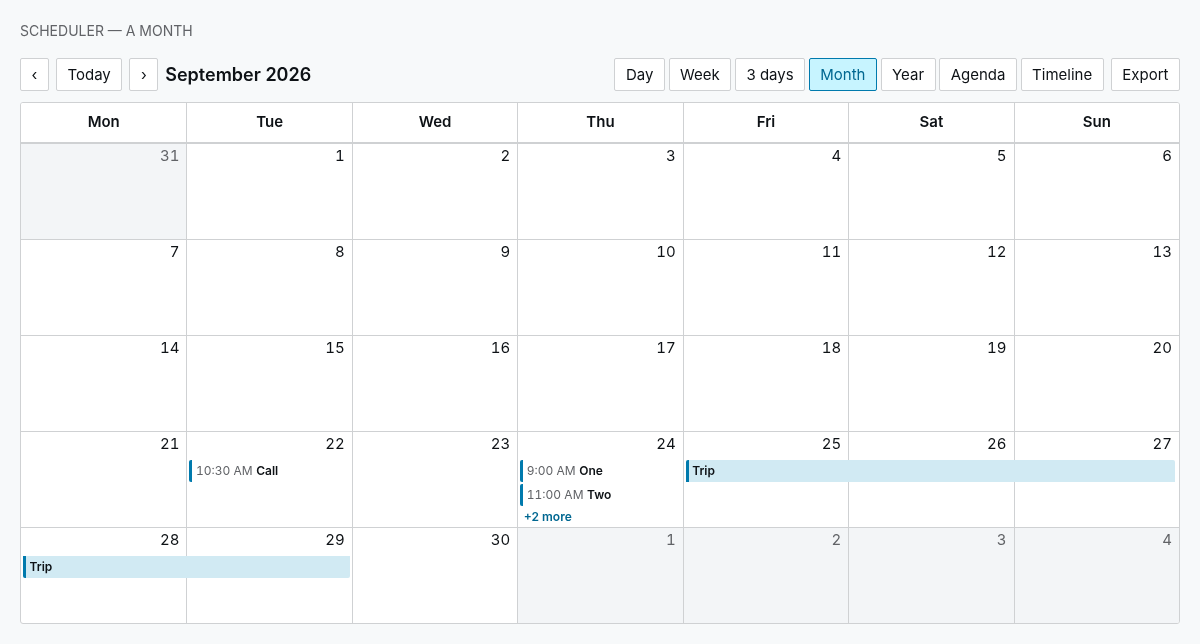 SCHEDULER — A MONTH
‹ Today › September 2026 Day Week 3 days Month Year Agenda Timeline Export
Mon Tue Wed Thu Fri Sat Sun
31 1 2 3 4 5 6
7 8 9 10 11 12 13
14 15 16 17 18 19 20
21 22 23 24 25 26 27
10:30 AM Call 9:00 AM One Trip
11:00 AM Two
+2 more
28 29 30 1 2 3 4
Trip